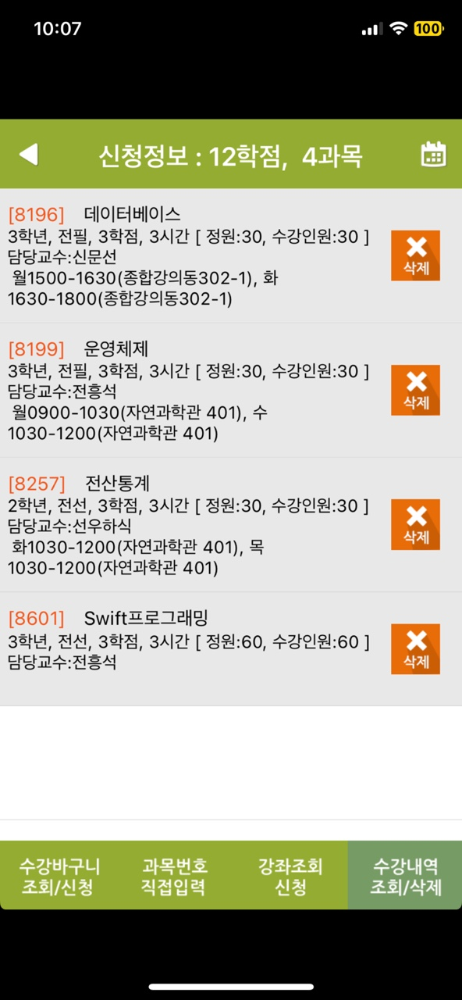 10:07
100
신청정보 : 12학점, 4과목
[8196] 데이터베이스
3학년, 전필, 3학점, 3시간 [ 정원:30, 수강인원:30 ]
담당교수:신문선
월1500-1630(종합강의동302-1), 화
1630-1800(종합강의동302-1)
삭제
[8199] 운영체제
3학년, 전필, 3학점, 3시간 [ 정원:30, 수강인원:30 ]
담당교수:전흥석
월0900-1030(자연과학관 401), 수
1030-1200(자연과학관 401)
삭제
[8257] 전산통계
2학년, 전선, 3학점, 3시간 [ 정원:30, 수강인원:30 ]
담당교수:선우하식
화1030-1200(자연과학관 401), 목
1030-1200(자연과학관 401)
삭제
[8601] Swift프로그래밍
3학년, 전선, 3학점, 3시간 [ 정원:60, 수강인원:60 ]
담당교수:전흥석
삭제
수강바구니
조회/신청
과목번호
직접입력
강좌조회
신청
수강내역
조회/삭제